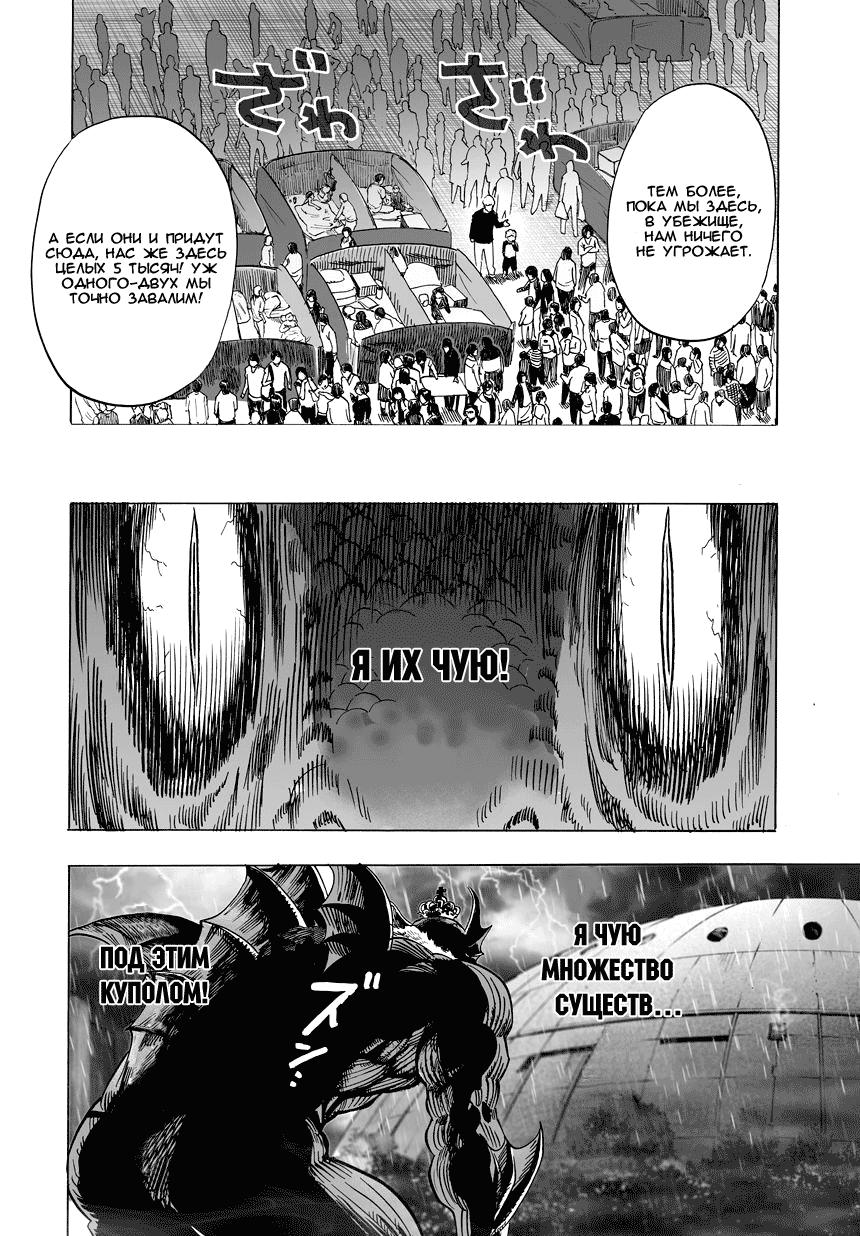 ざわ
ざわ
ТЕМ БОЛЕЕ,
ПОКА МЫ ЗДЕСЬ,
В УБЕЖИЩЕ,
НАМ НИЧЕГО
НЕ УГРОЖАЕТ.
А ЕСЛИ ОНИ И ПРИДУТ
СЮДА, НАС ЖЕ ЗДЕСЬ
ЦЕЛЫХ 5 ТЫСЯЧ! УЖ
ОДНОГО-ДВУХ МЫ
ТОЧНО ЗАВАЛИМ!
Я ИХ ЧУЮ!
Я ЧУЮ
МНОЖЕСТВО
СУЩЕСТВ...
ПОД ЭТИМ
КУПОЛОМ!
ズン